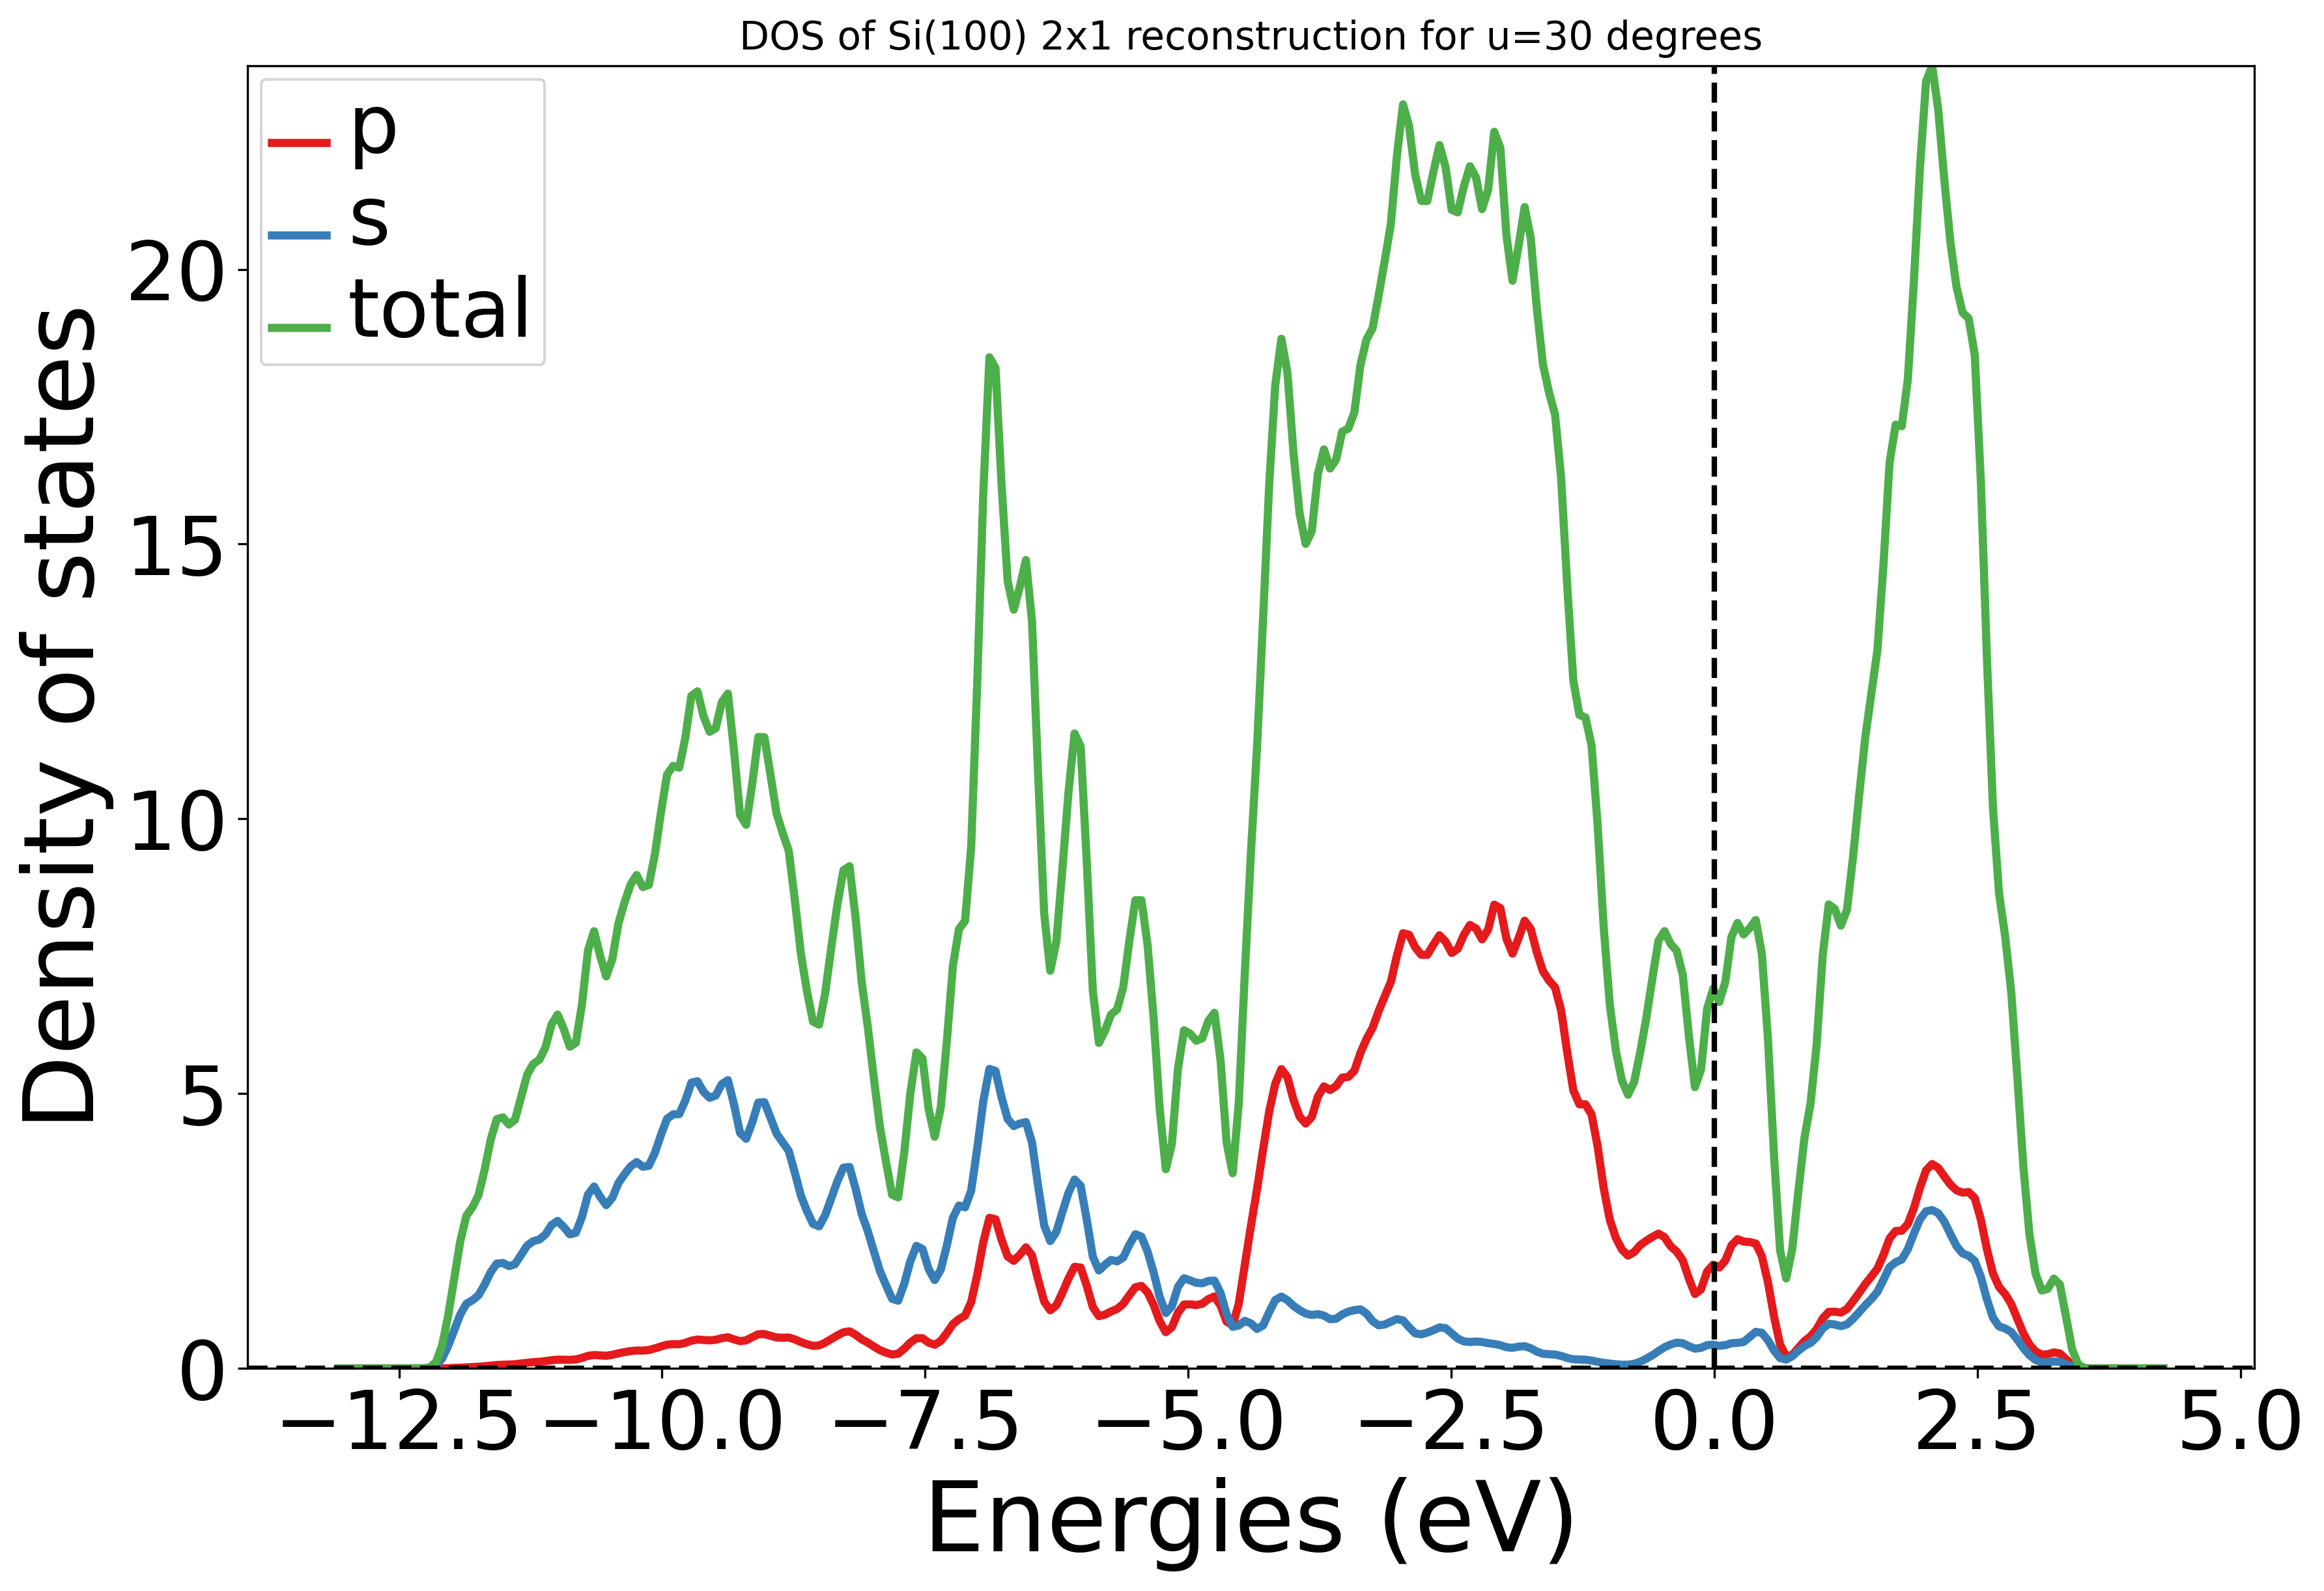 DOS of Si(100) 2x1 reconstruction for u=30 degrees
p
s
total
Density of states
20
15
10
5
0
−12.5 −10.0 −7.5 −5.0 −2.5 0.0 2.5 5.0
Energies (eV)